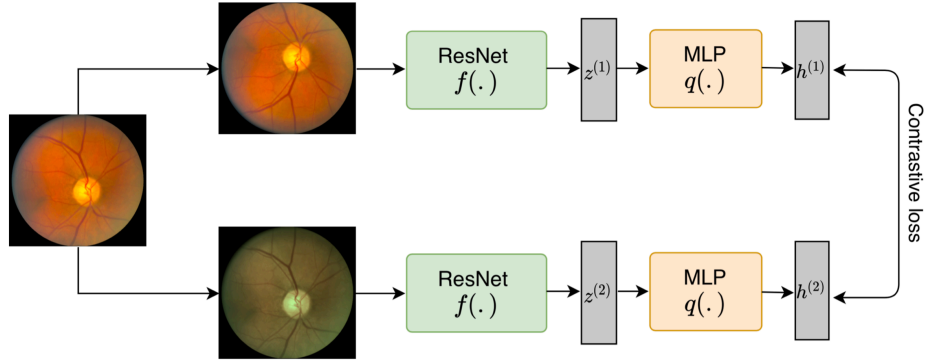 ResNet
f(.)
z⁽¹⁾
MLP
q(.)
h⁽¹⁾
Contrastive loss
ResNet
f(.)
z⁽²⁾
MLP
q(.)
h⁽²⁾